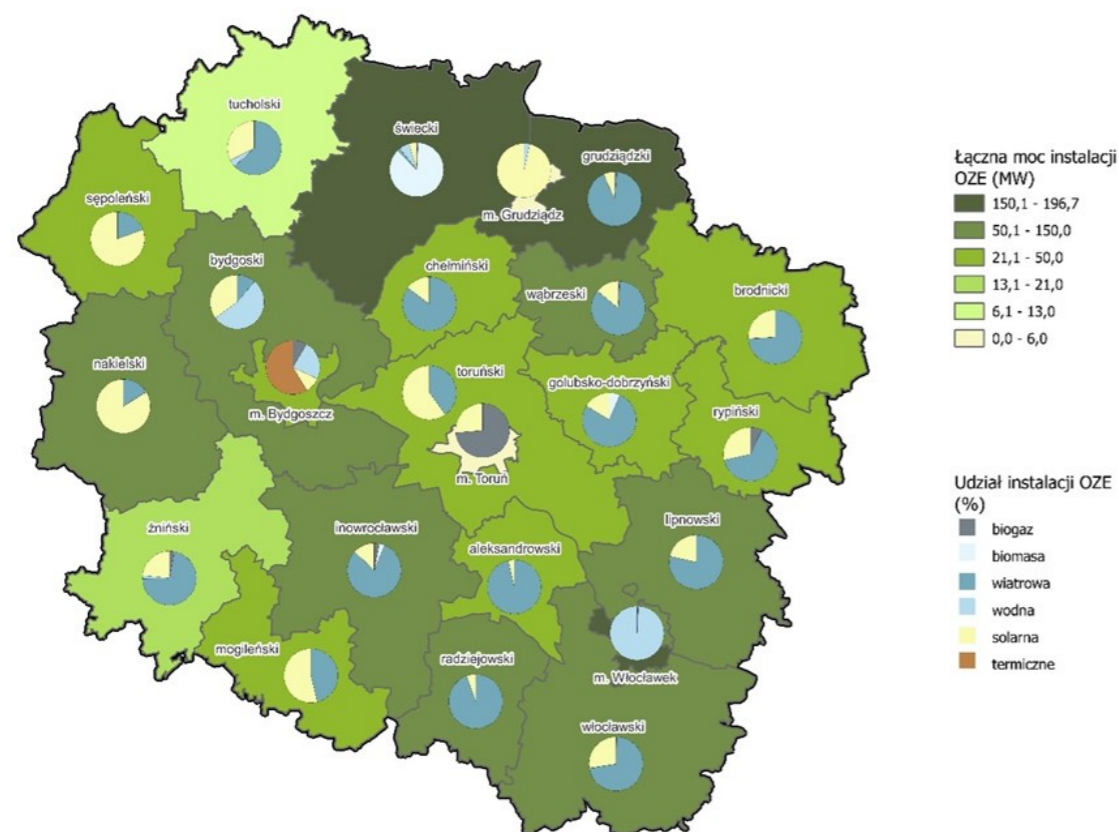 tucholski
świecki
grudziądzki
m. Grudziądz
sępoleński
bydgoski
chełmiński
wąbrzeski
brodnicki
nakielski
m. Bydgoszcz
toruński
golubsko-dobrzyński
rypiński
m. Toruń
żniński
inowrocławski
aleksandrowski
lipnowski
mogileński
radziejowski
m. Włocławek
włocławski
Łączna moc instalacji
OZE (MW)
150,1 - 196,7
50,1 - 150,0
21,1 - 50,0
13,1 - 21,0
6,1 - 13,0
0,0 - 6,0
Udział instalacji OZE
(%)
biogaz
biomasa
wiatrowa
wodna
solarna
termiczne